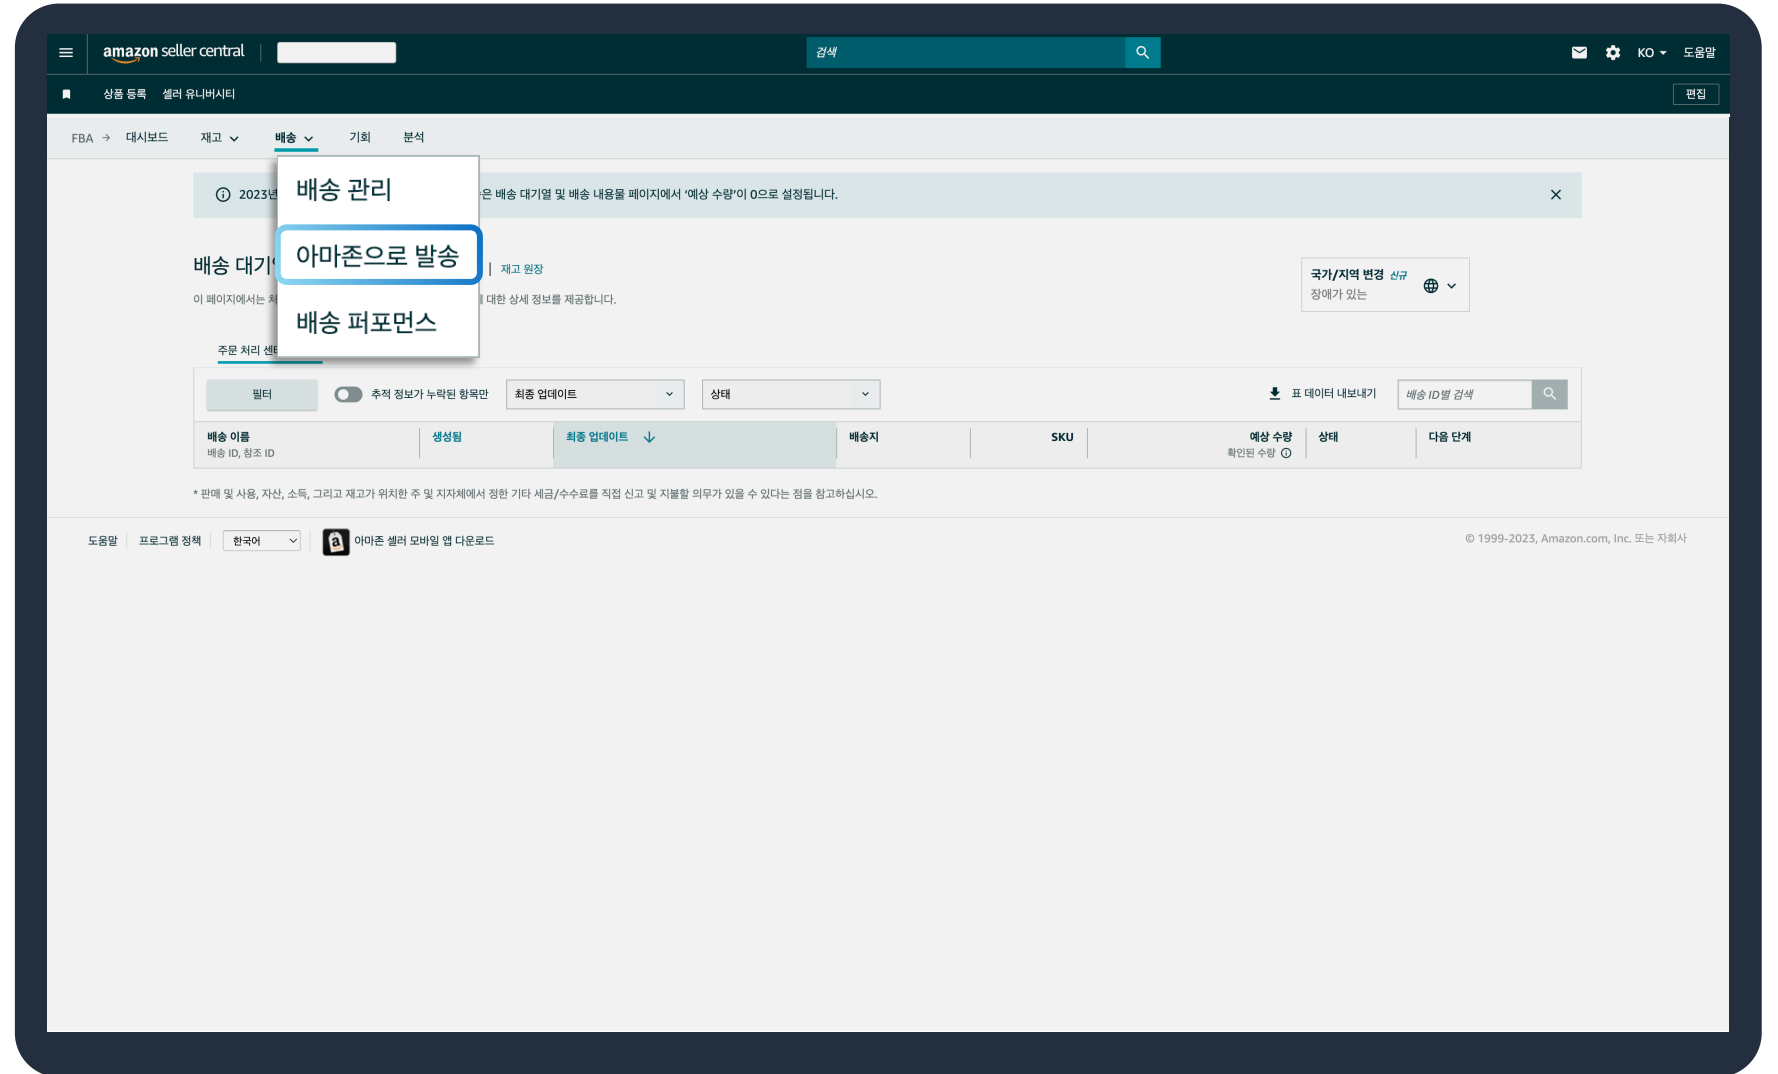 amazon seller central
검색
KO
도움말
상품 등록
셀러 유니버시티
편집
FBA → 대시보드
재고
배송
기회
분석
배송 관리
아마존으로 발송
배송 퍼포먼스
2023년
은 배송 대기열 및 배송 내용물 페이지에서 '예상 수량'이 0으로 설정됩니다.
배송 대기
재고 원장
이 페이지에서는
대한 상세 정보를 제공합니다.
국가/지역 변경 신규
장애가 있는
주문 처리
필터
추적 정보가 누락된 항목만
최종 업데이트
상태
표 데이터 내보내기
배송 ID별 검색
배송 이름
배송 ID, 참조 ID
생성됨
최종 업데이트 ↓
배송지
SKU
예상 수량
확인된 수량
상태
다음 단계
* 판매 및 사용, 자산, 소득, 그리고 재고가 위치한 주 및 지자체에서 정한 기타 세금/수수료를 직접 신고 및 지불할 의무가 있을 수 있다는 점을 참고하십시오.
도움말
프로그램 정책
한국어
a
아마존 셀러 모바일 앱 다운로드
© 1999-2023, Amazon.com, Inc. 또는 자회사